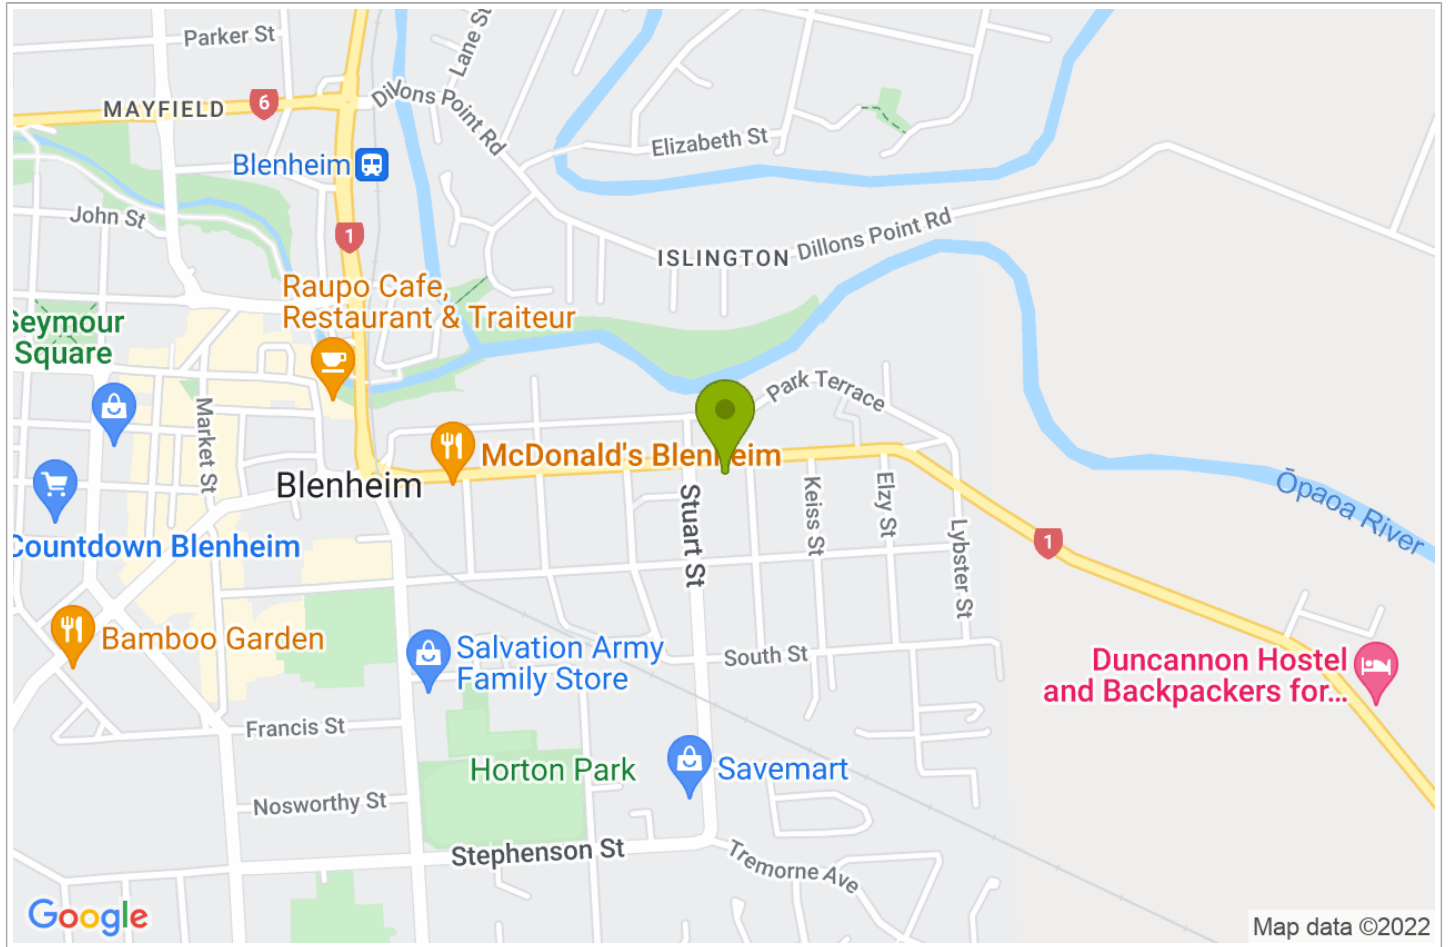 Parker St
Lane St
MAYFIELD
6
Dillons Point Rd
Elizabeth St
Blenheim
John St
1
ISLINGTON
Dillons Point Rd
Raupo Cafe,
Restaurant & Traiteur
Seymour
Square
Park Terrace
Market St
McDonald's Blenheim
Blenheim
Stuart St
Keiss St
Elzy St
Lybster St
Ōpaoa River
1
Countdown Blenheim
Bamboo Garden
Salvation Army
Family Store
South St
Duncannon Hostel
and Backpackers for...
Francis St
Horton Park
Savemart
Nosworthy St
Stephenson St
Tremorne Ave
Google
Map data ©2022